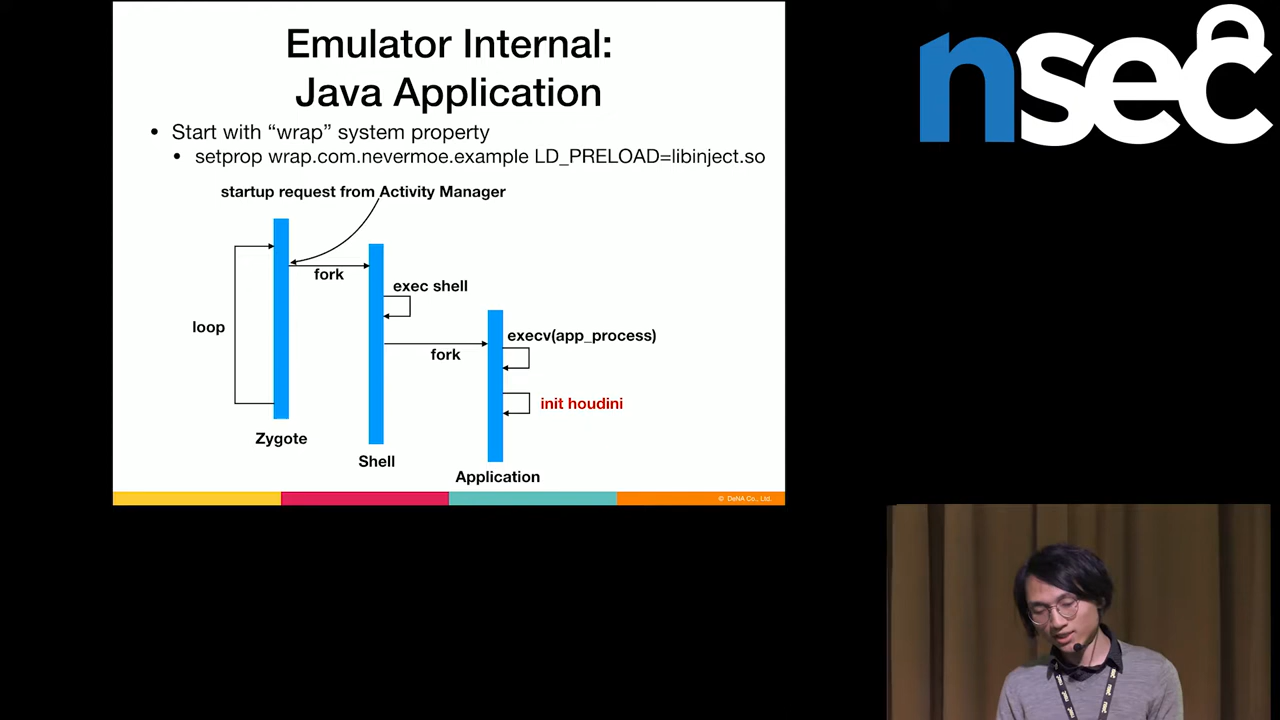 Emulator Internal:
Java Application
• Start with “wrap” system property
• setprop wrap.com.nevermoe.example LD_PRELOAD=libinject.so
startup request from Activity Manager
fork
exec shell
loop
fork
execv(app_process)
init houdini
Zygote
Shell
Application
© DeNA Co., Ltd.
nsec